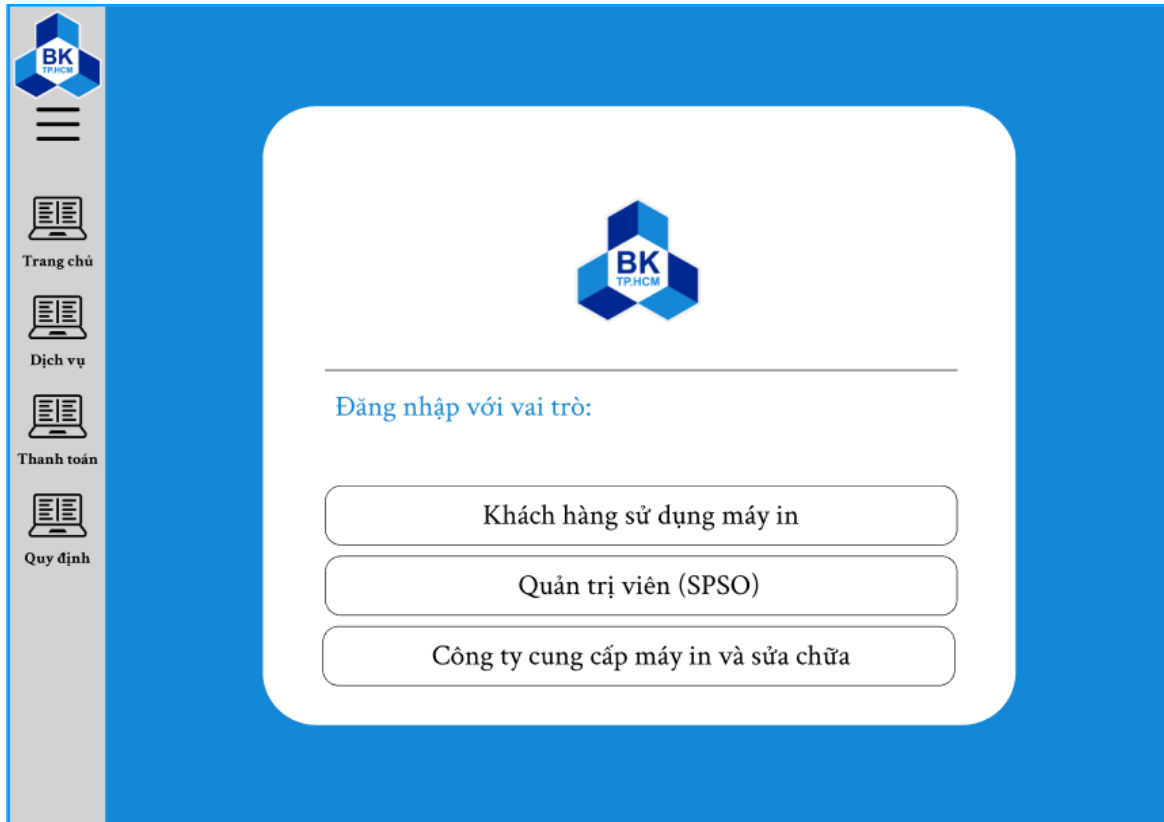 BK
TP.HCM
Trang chủ
Dịch vụ
Thanh toán
Quy định
BK
TP.HCM
Đăng nhập với vai trò:
Khách hàng sử dụng máy in
Quản trị viên (SPSO)
Công ty cung cấp máy in và sửa chữa